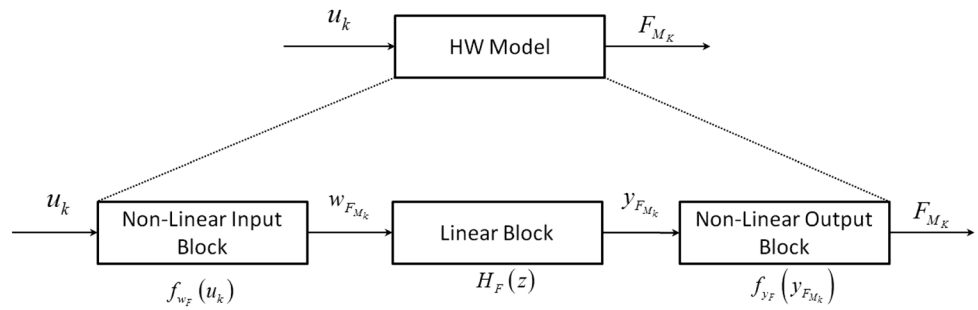 u_k HW Model F_{M_K}
u_k Non-Linear Input Block w_{F_{M_k}} Linear Block y_{F_{M_k}} Non-Linear Output Block F_{M_K}
f_{w_F}(u_k) H_F(z) f_{y_F}(y_{F_{M_k}})